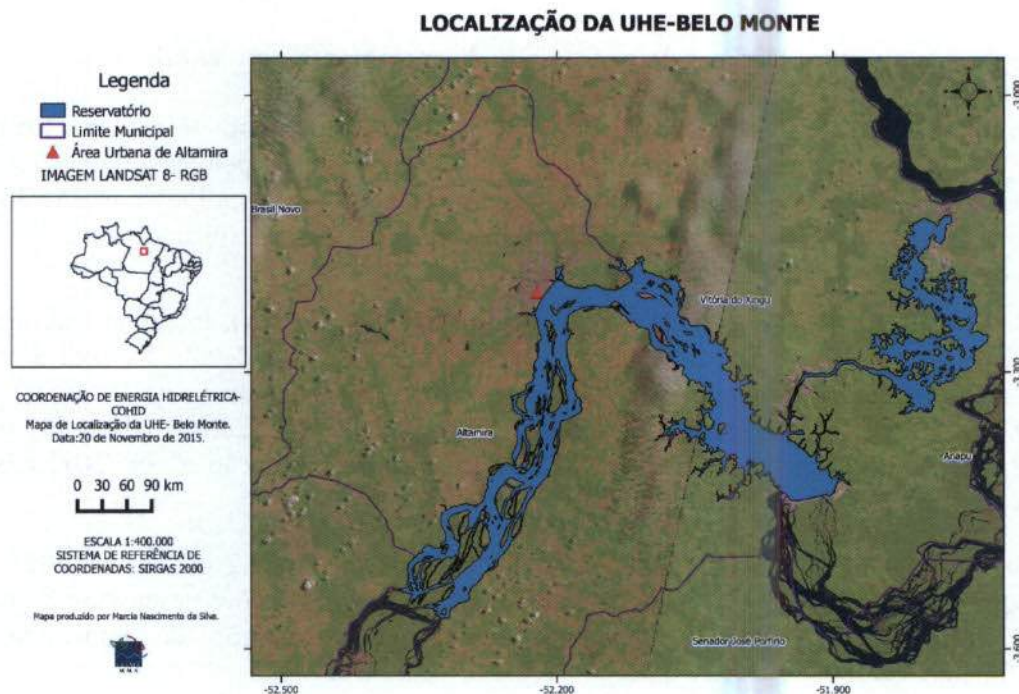 LOCALIZAÇÃO DA UHE-BELO MONTE
Legenda
Reservatório
Limite Municipal
Área Urbana de Altamira
IMAGEM LANDSAT 8- RGB
COORDENAÇÃO DE ENERGIA HIDRELÉTRICA-
COHID
Mapa de Localização da UHE- Belo Monte.
Data:20 de Novembro de 2015.
0 30 60 90 km
ESCALA 1:400.000
SISTEMA DE REFERÊNCIA DE
COORDENADAS: SIRGAS 2000
Mapa produzido por Marcia Nascimento da Silva.
Brasil Novo
Vitória do Xingu
Altamira
Anapu
Senador José Porfírio
-3.000
-3.300
-3.600
-52.500
-52.200
-51.900